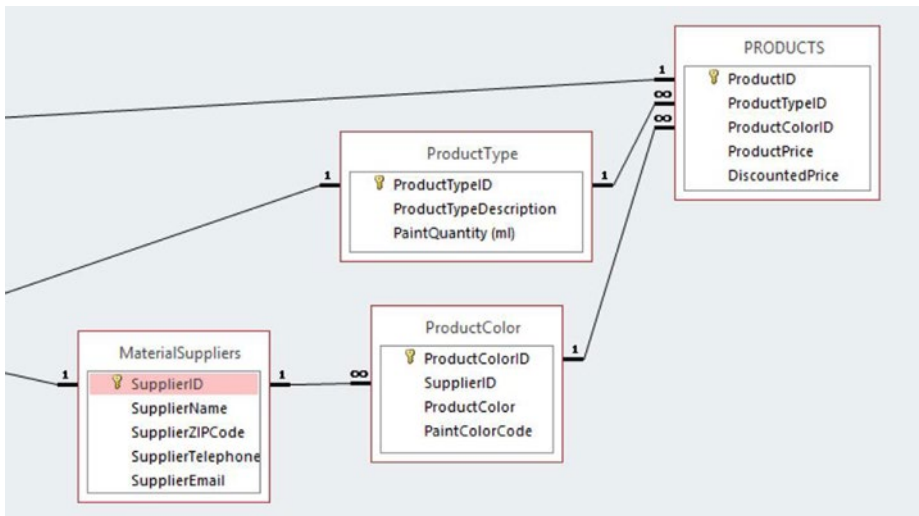 PRODUCTS
1
ProductID
∞
ProductTypeID
∞
ProductColorID
ProductPrice
DiscountedPrice
ProductType
1
ProductTypeID
1
ProductTypeDescription
PaintQuantity (ml)
ProductColor
ProductColorID
1
SupplierID
ProductColor
PaintColorCode
MaterialSuppliers
1
SupplierID
1
∞
SupplierName
SupplierZIPCode
SupplierTelephone
SupplierEmail